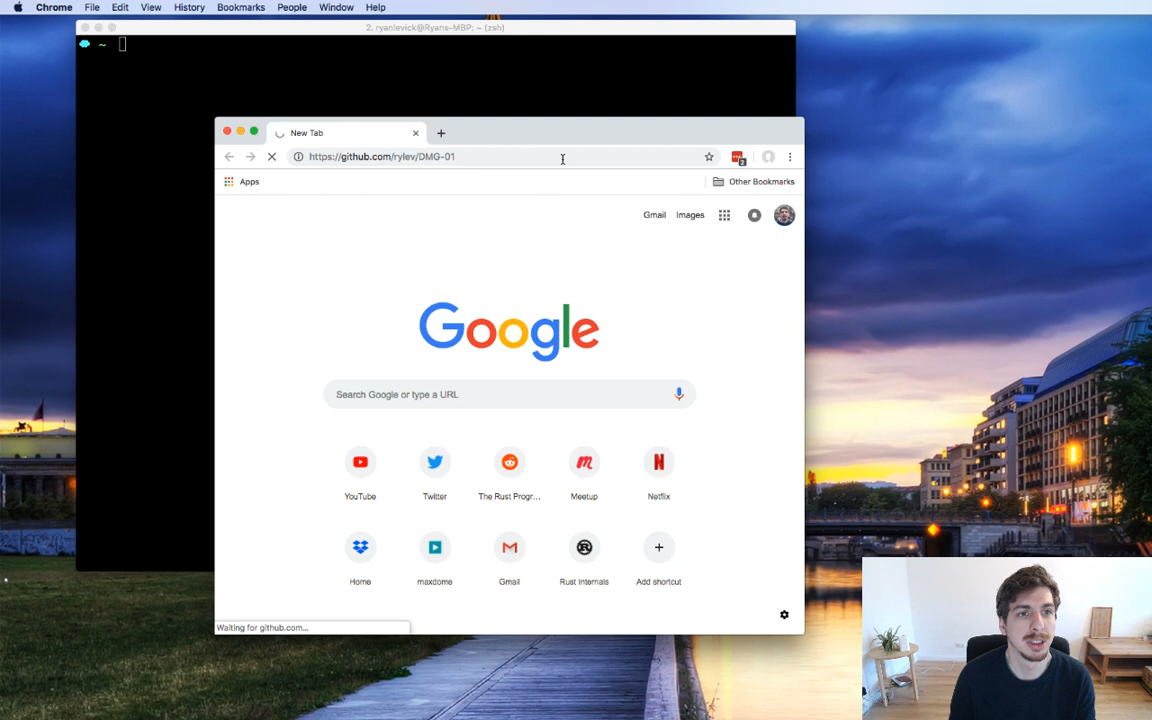 Chrome File Edit View History Bookmarks People Window Help
2. ryanlevick@Ryans-MBP: ~ (zsh)
~
New Tab
https://github.com/rylev/DMG-01
2
Apps
Other Bookmarks
Gmail Images
Google
Search Google or type a URL
YouTube Twitter The Rust Progr... Meetup Netflix
Home maxdome Gmail Rust Internals Add shortcut
Waiting for github.com...